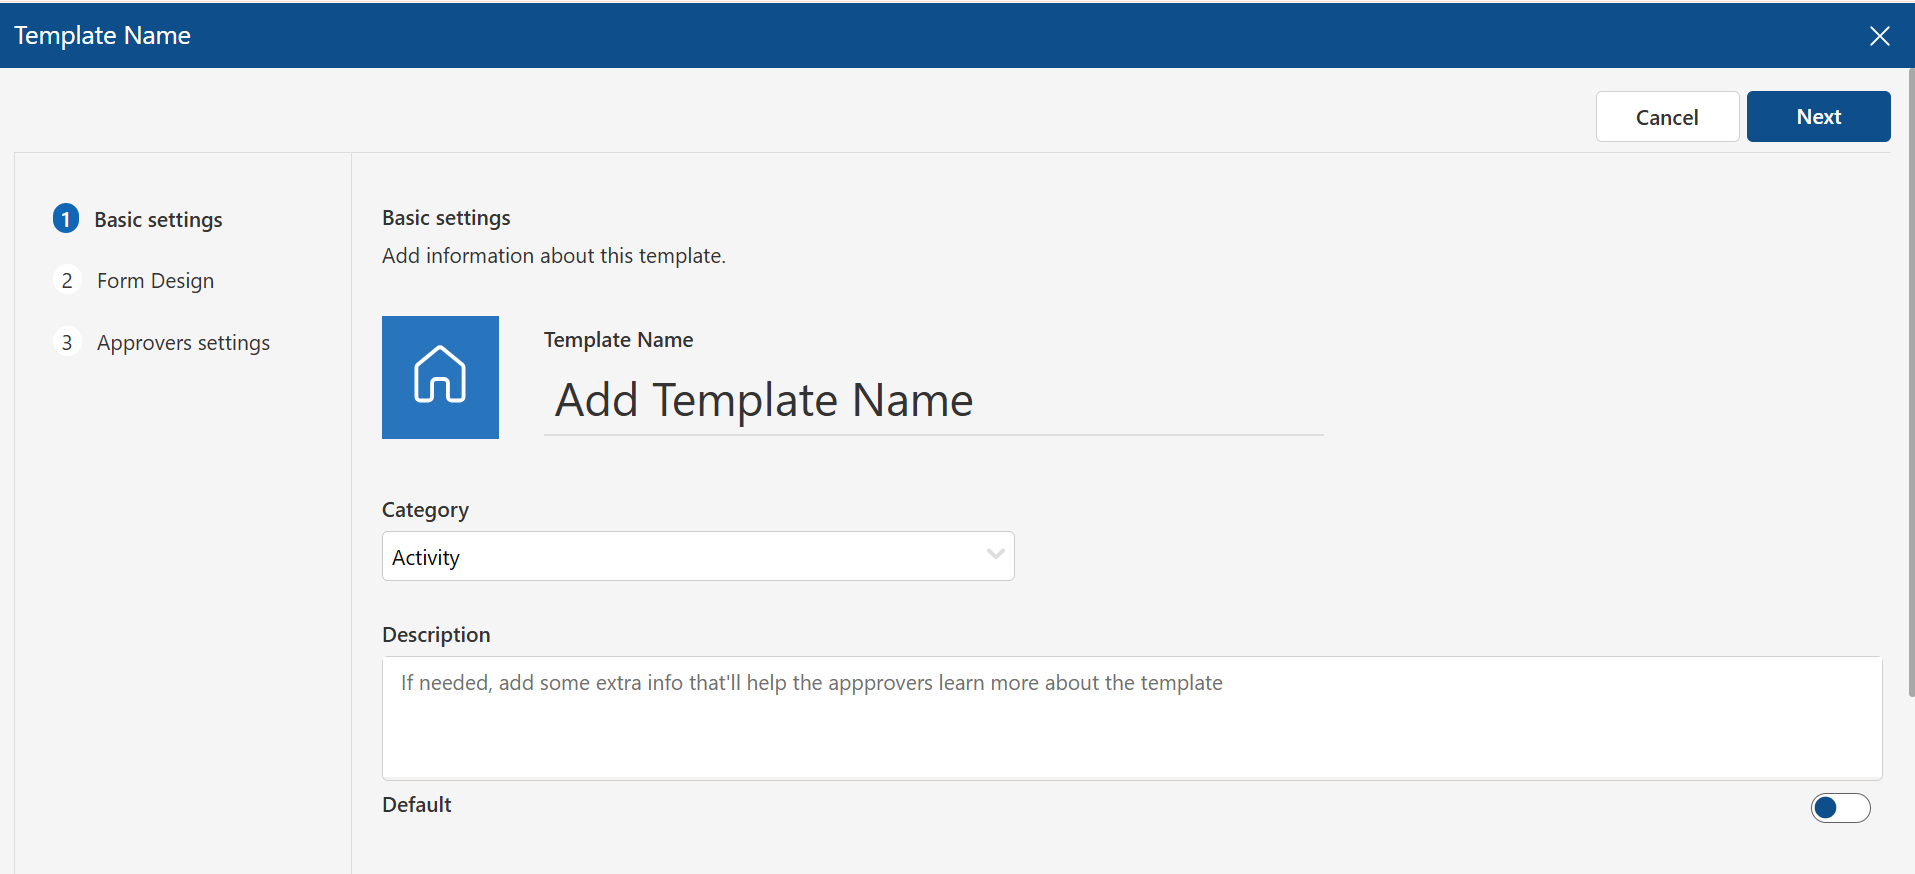 Template Name
Cancel
Next
1 Basic settings
2 Form Design
3 Approvers settings
Basic settings
Add information about this template.
Template Name
Add Template Name
Category
Activity
Description
If needed, add some extra info that'll help the appprovers learn more about the template
Default